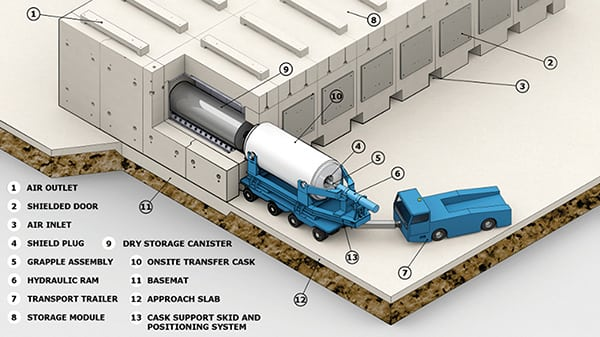 1
8
9
2
3
10
4
5
6
11
13
7
12
1 AIR OUTLET
2 SHIELDED DOOR
3 AIR INLET
4 SHIELD PLUG
5 GRAPPLE ASSEMBLY
6 HYDRAULIC RAM
7 TRANSPORT TRAILER
8 STORAGE MODULE
9 DRY STORAGE CANISTER
10 ONSITE TRANSFER CASK
11 BASEMAT
12 APPROACH SLAB
13 CASK SUPPORT SKID AND
POSITIONING SYSTEM